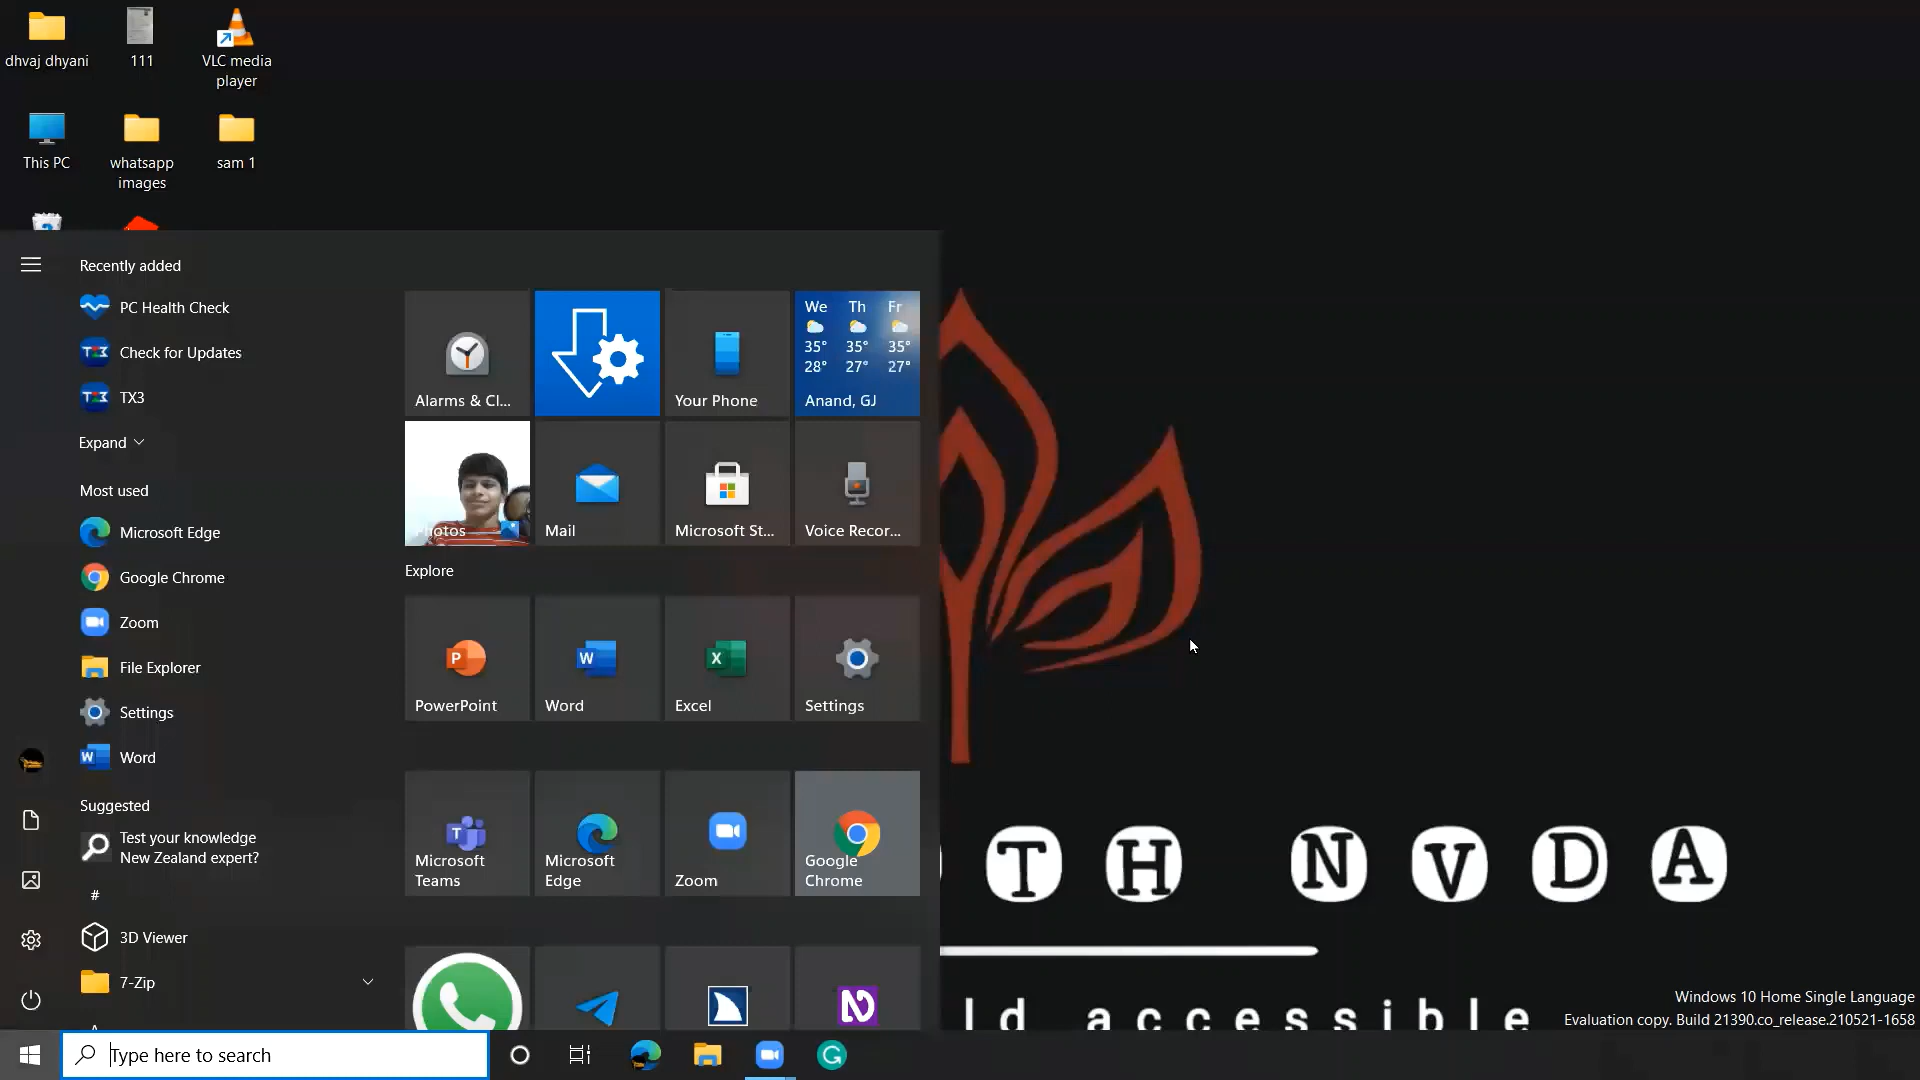 dhvaj dhyani
111
VLC media
player
This PC
whatsapp
images
sam 1
Recently added
PC Health Check
Check for Updates
TX3
Expand
Most used
Microsoft Edge
Google Chrome
Zoom
File Explorer
Settings
Word
Suggested
Test your knowledge
New Zealand expert?
#
3D Viewer
7-Zip
Alarms & Cl...
Your Phone
We Th Fr
35° 35° 35°
28° 27° 27°
Anand, GJ
Photos
Mail
Microsoft St...
Voice Recor...
Explore
PowerPoint
Word
Excel
Settings
Microsoft
Teams
Microsoft
Edge
Zoom
Google
Chrome
TH NVDA
ld accessible
Windows 10 Home Single Language
Evaluation copy. Build 21390.co_release.210521-1658
Type here to search